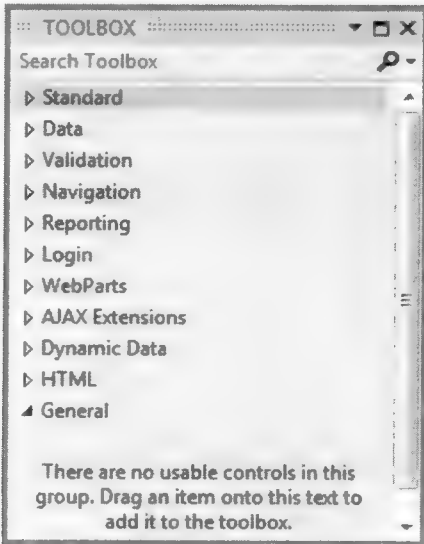 TOOLBOX
Search Toolbox
Standard
Data
Validation
Navigation
Reporting
Login
WebParts
AJAX Extensions
Dynamic Data
HTML
General
There are no usable controls in this
group. Drag an item onto this text to
add it to the toolbox.